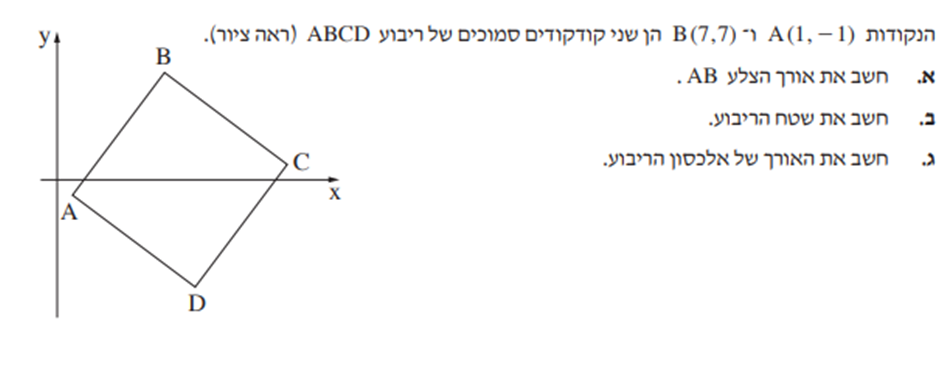 הנקודות A(1, −1) ו־ B(7,7) הן שני קודקודים סמוכים של ריבוע ABCD (ראה ציור).
א. חשב את אורך הצלע AB .
ב. חשב את שטח הריבוע.
ג. חשב את האורך של אלכסון הריבוע.
y
B
C
x
A
D